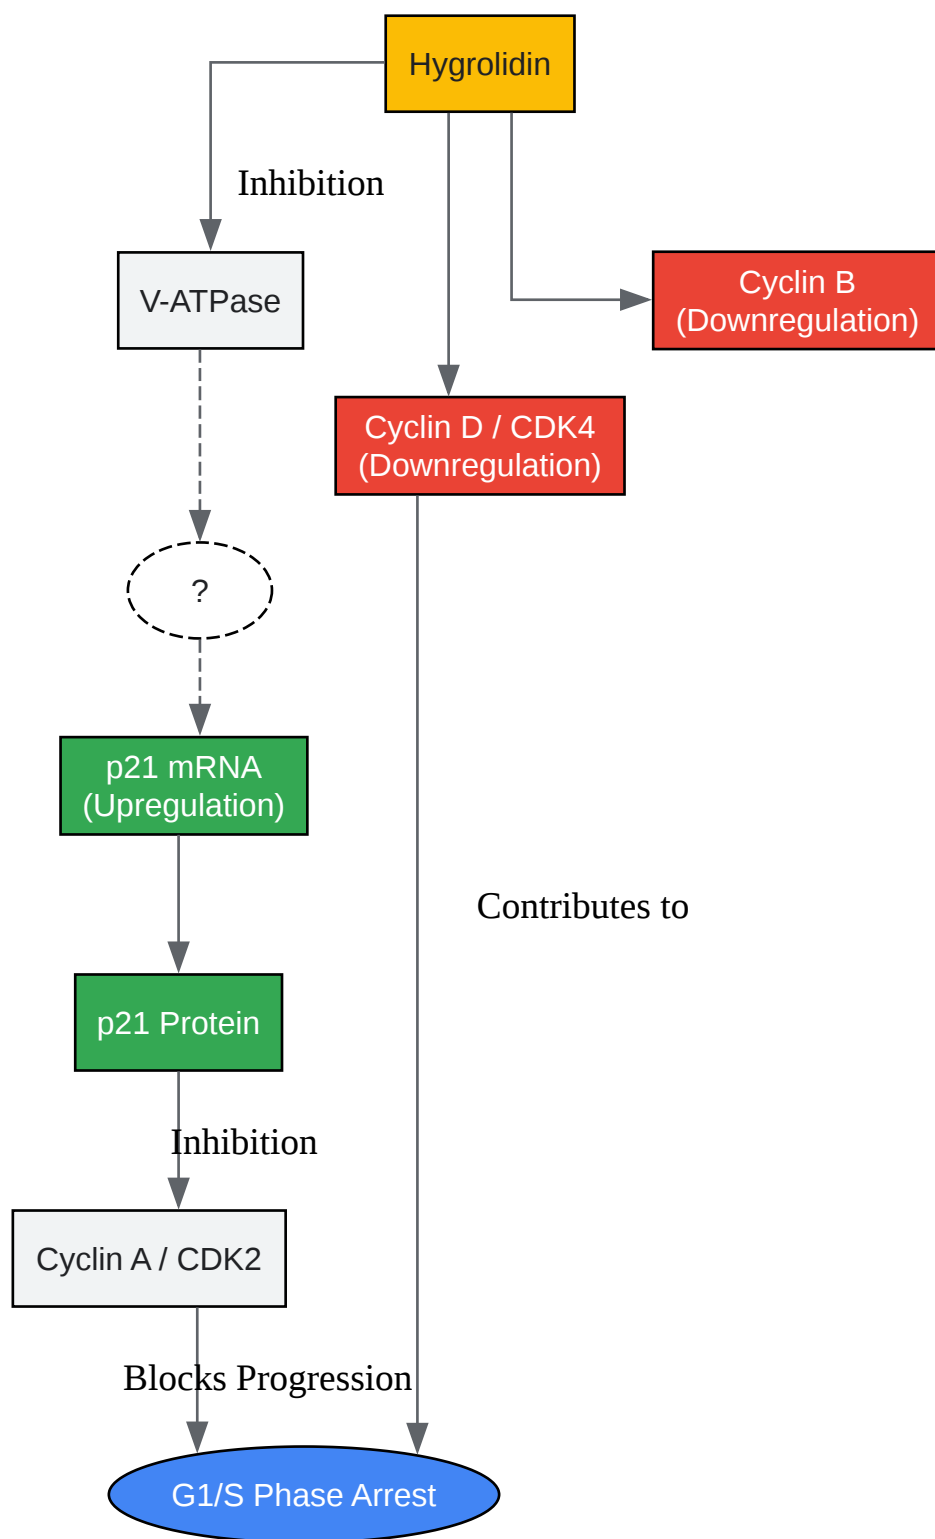 Hygrolidin
Inhibition
V-ATPase
Cyclin B
(Downregulation)
Cyclin D / CDK4
(Downregulation)
?
p21 mRNA
(Upregulation)
Contributes to
p21 Protein
Inhibition
Cyclin A / CDK2
Blocks Progression
G1/S Phase Arrest